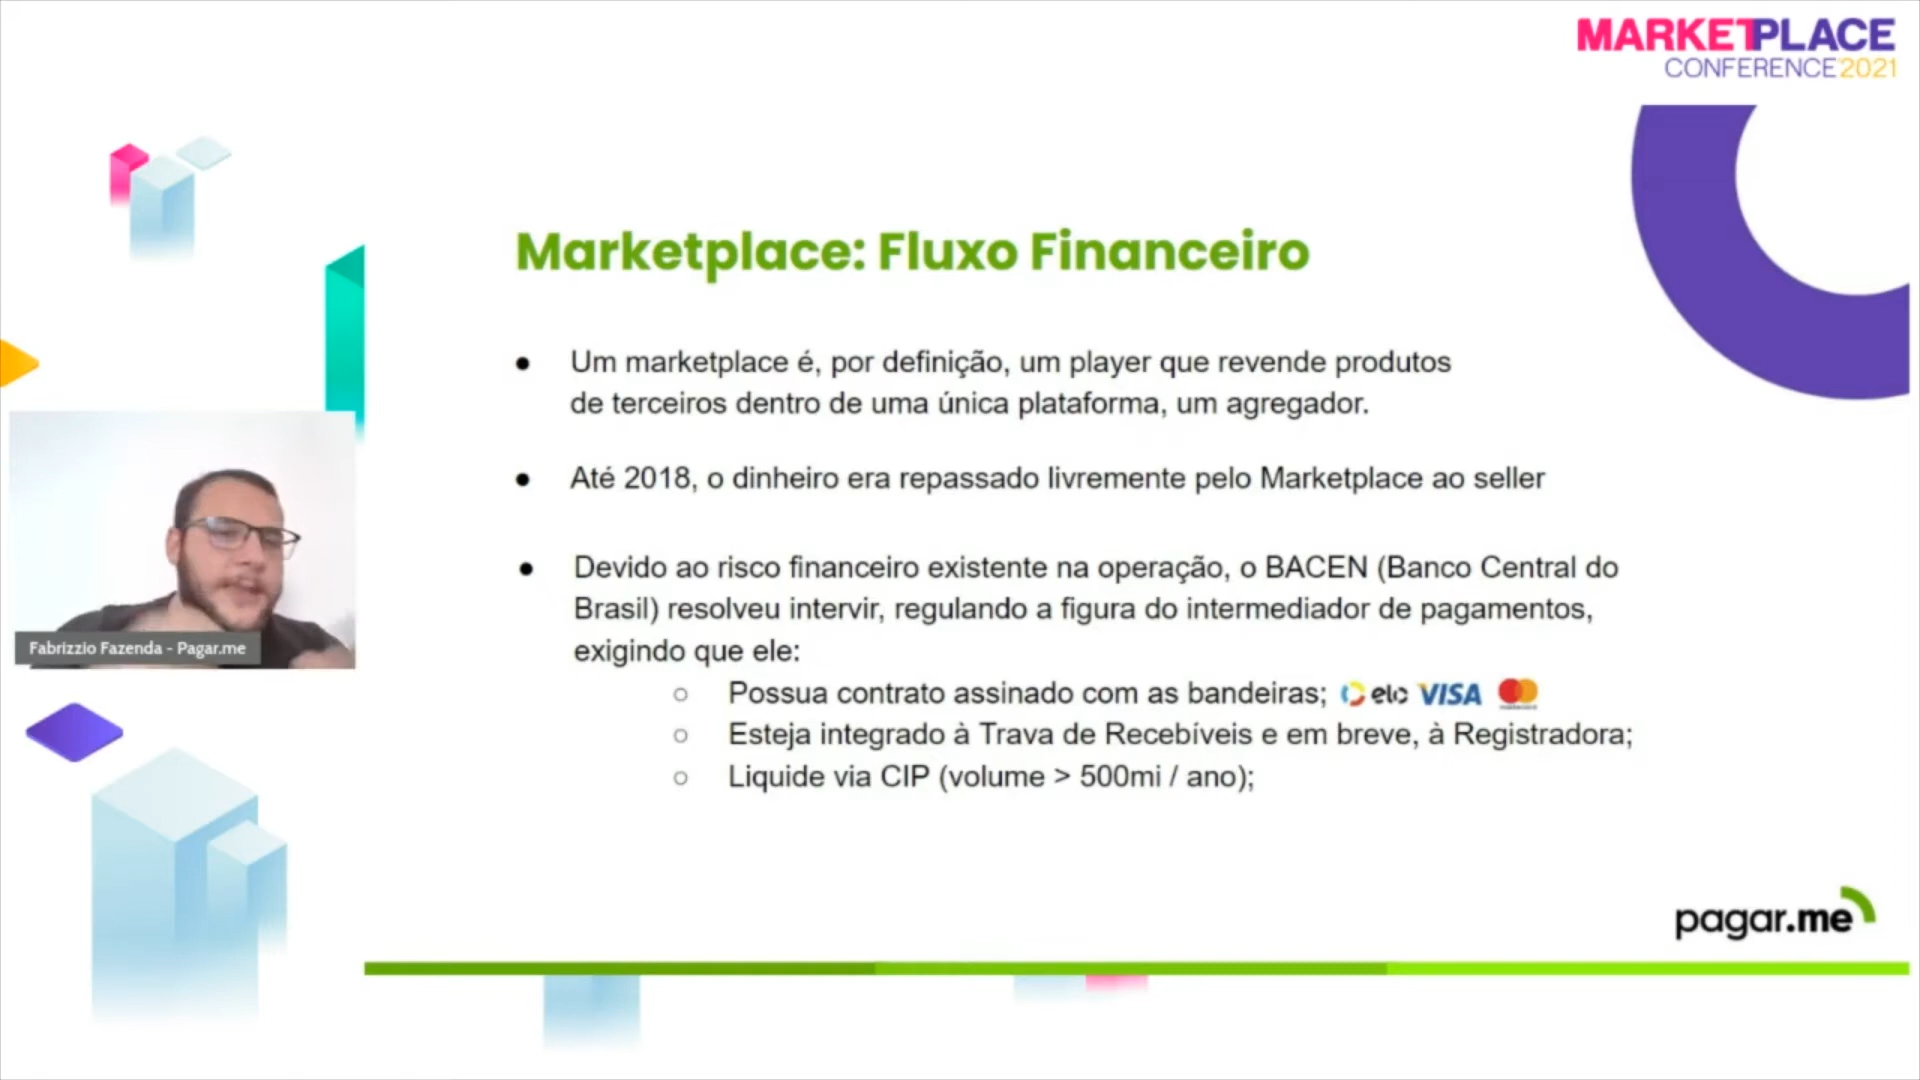 MARKETPLACE
CONFERENCE2021
Marketplace: Fluxo Financeiro
● Um marketplace é, por definição, um player que revende produtos
de terceiros dentro de uma única plataforma, um agregador.
● Até 2018, o dinheiro era repassado livremente pelo Marketplace ao seller
● Devido ao risco financeiro existente na operação, o BACEN (Banco Central do
Brasil) resolveu intervir, regulando a figura do intermediador de pagamentos,
exigindo que ele:
○ Possua contrato assinado com as bandeiras; elo VISA
○ Esteja integrado à Trava de Recebíveis e em breve, à Registradora;
○ Liquide via CIP (volume > 500mi / ano);
Fabrizzio Fazenda - Pagar.me
pagar.me